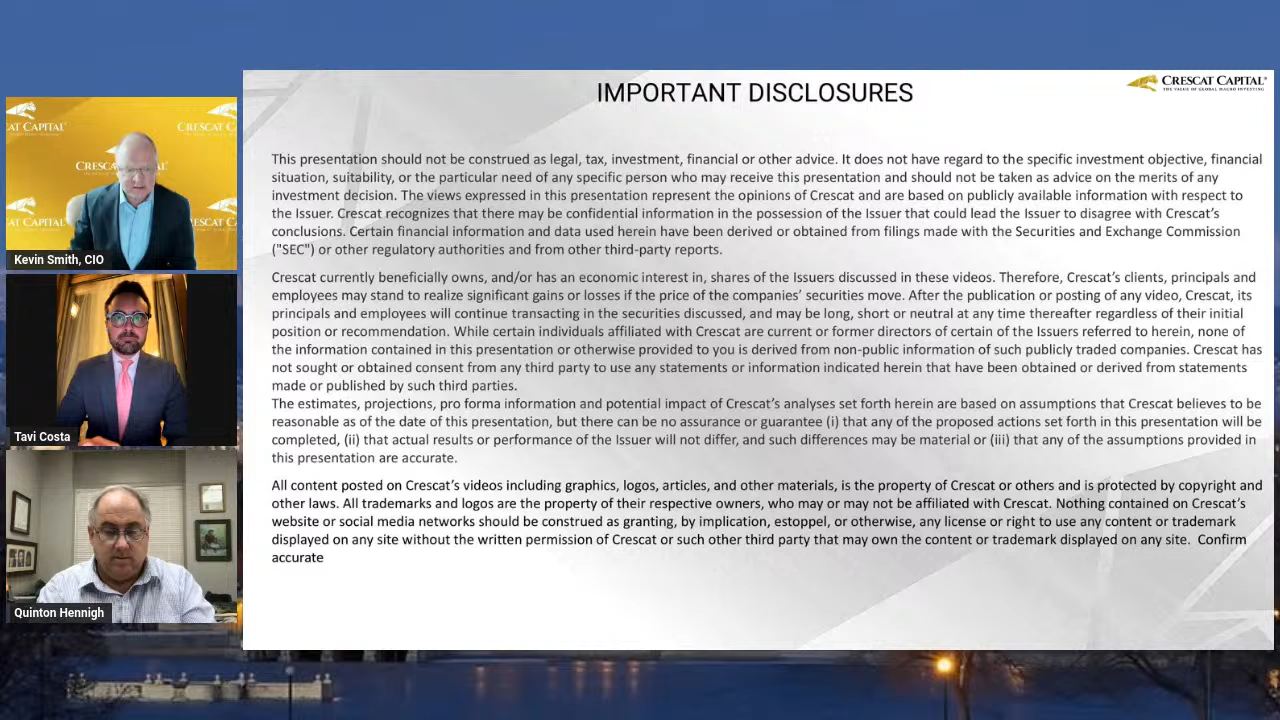 IMPORTANT DISCLOSURES
CRESCAT CAPITAL®
THE VALUE OF GLOBAL MACRO INVESTING
This presentation should not be construed as legal, tax, investment, financial or other advice. It does not have regard to the specific investment objective, financial
situation, suitability, or the particular need of any specific person who may receive this presentation and should not be taken as advice on the merits of any
investment decision. The views expressed in this presentation represent the opinions of Crescat and are based on publicly available information with respect to
the Issuer. Crescat recognizes that there may be confidential information in the possession of the Issuer that could lead the Issuer to disagree with Crescat's
conclusions. Certain financial information and data used herein have been derived or obtained from filings made with the Securities and Exchange Commission
("SEC") or other regulatory authorities and from other third-party reports.
Crescat currently beneficially owns, and/or has an economic interest in, shares of the Issuers discussed in these videos. Therefore, Crescat's clients, principals and
employees may stand to realize significant gains or losses if the price of the companies' securities move. After the publication or posting of any video, Crescat, its
principals and employees will continue transacting in the securities discussed, and may be long, short or neutral at any time thereafter regardless of their initial
position or recommendation. While certain individuals affiliated with Crescat are current or former directors of certain of the Issuers referred to herein, none of
the information contained in this presentation or otherwise provided to you is derived from non-public information of such publicly traded companies. Crescat has
not sought or obtained consent from any third party to use any statements or information indicated herein that have been obtained or derived from statements
made or published by such third parties.
The estimates, projections, pro forma information and potential impact of Crescat's analyses set forth herein are based on assumptions that Crescat believes to be
reasonable as of the date of this presentation, but there can be no assurance or guarantee (i) that any of the proposed actions set forth in this presentation will be
completed, (ii) that actual results or performance of the Issuer will not differ, and such differences may be material or (iii) that any of the assumptions provided in
this presentation are accurate.
All content posted on Crescat's videos including graphics, logos, articles, and other materials, is the property of Crescat or others and is protected by copyright and
other laws. All trademarks and logos are the property of their respective owners, who may or may not be affiliated with Crescat. Nothing contained on Crescat's
website or social media networks should be construed as granting, by implication, estoppel, or otherwise, any license or right to use any content or trademark
displayed on any site without the written permission of Crescat or such other third party that may own the content or trademark displayed on any site.  Confirm
accurate
AT CAPITAL
CRESCAT C
CRESC AL
AT CAPITAL
CRESCAT C
Kevin Smith, CIO
Tavi Costa
Quinton Hennigh